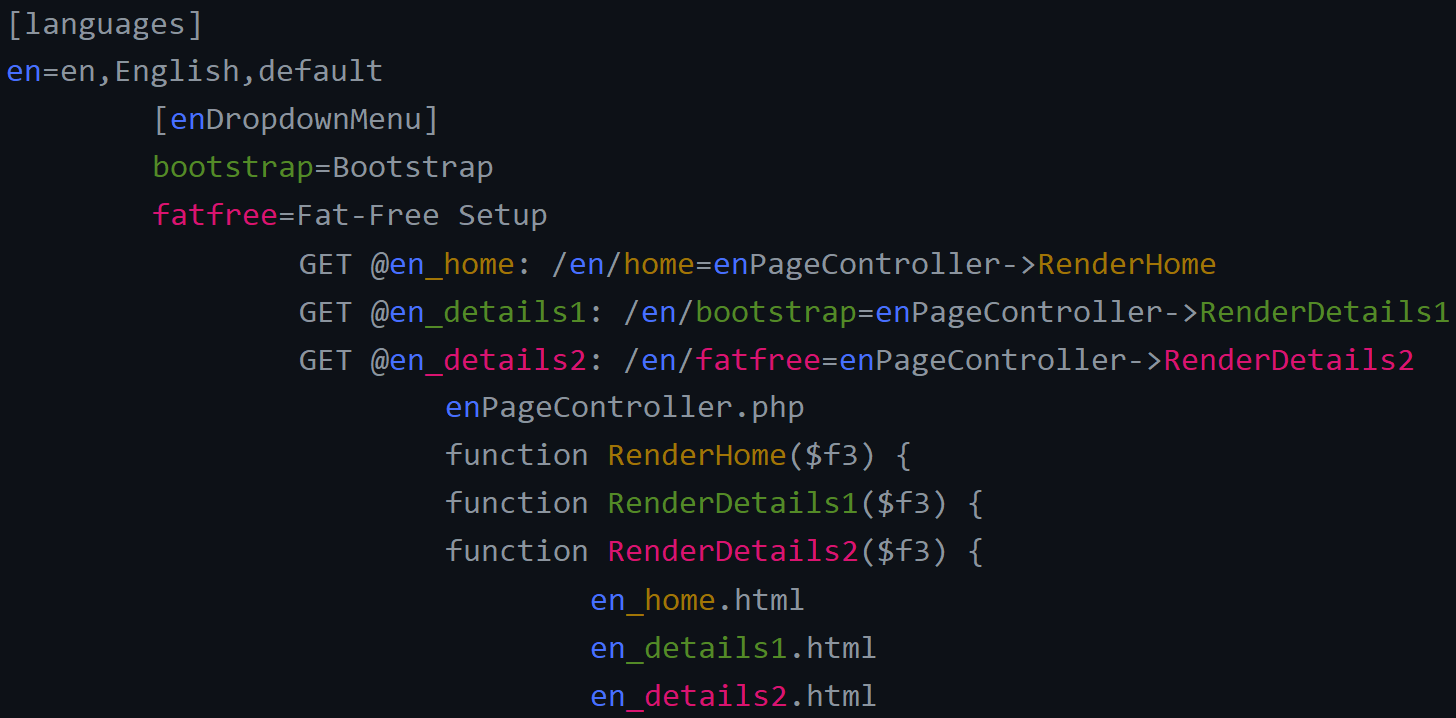 [languages]
en=en,English,default
[enDropdownMenu]
bootstrap=Bootstrap
fatfree=Fat-Free Setup
GET @en_home: /en/home=enPageController->RenderHome
GET @en_details1: /en/bootstrap=enPageController->RenderDetails1
GET @en_details2: /en/fatfree=enPageController->RenderDetails2
enPageController.php
function RenderHome($f3) {
function RenderDetails1($f3) {
function RenderDetails2($f3) {
en_home.html
en_details1.html
en_details2.html